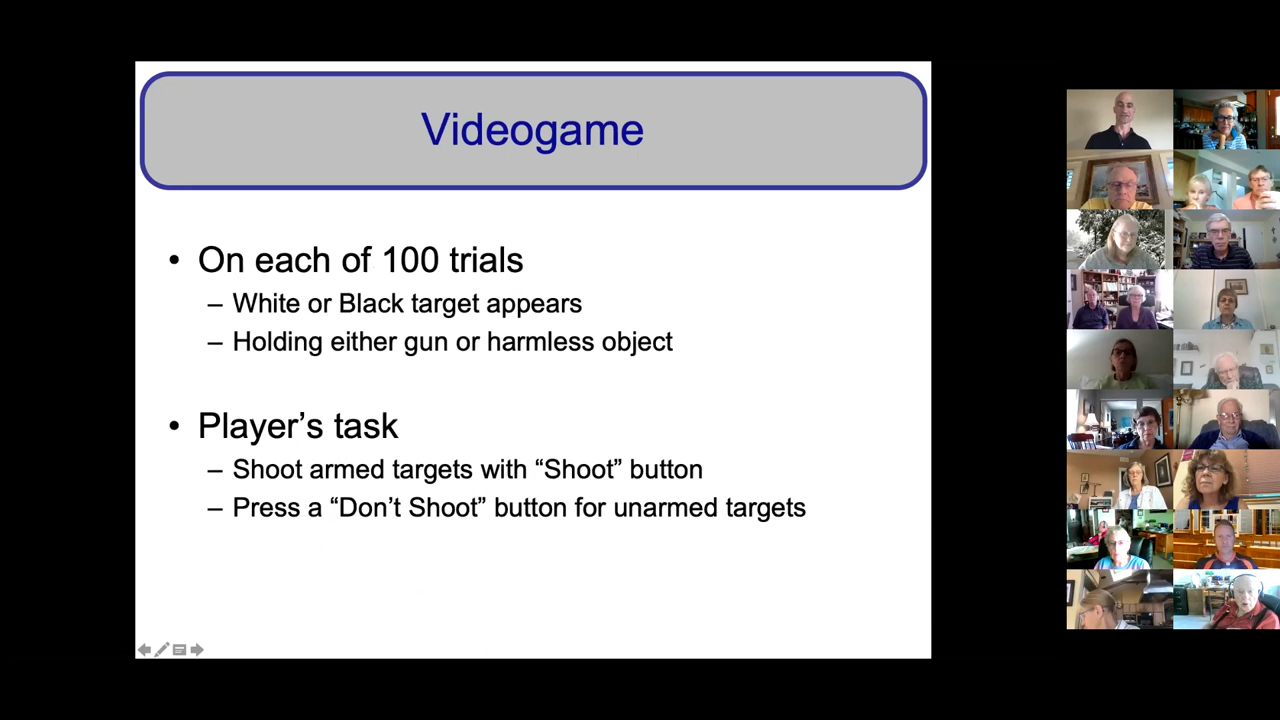 Videogame
• On each of 100 trials
– White or Black target appears
– Holding either gun or harmless object
• Player’s task
– Shoot armed targets with “Shoot” button
– Press a “Don’t Shoot” button for unarmed targets